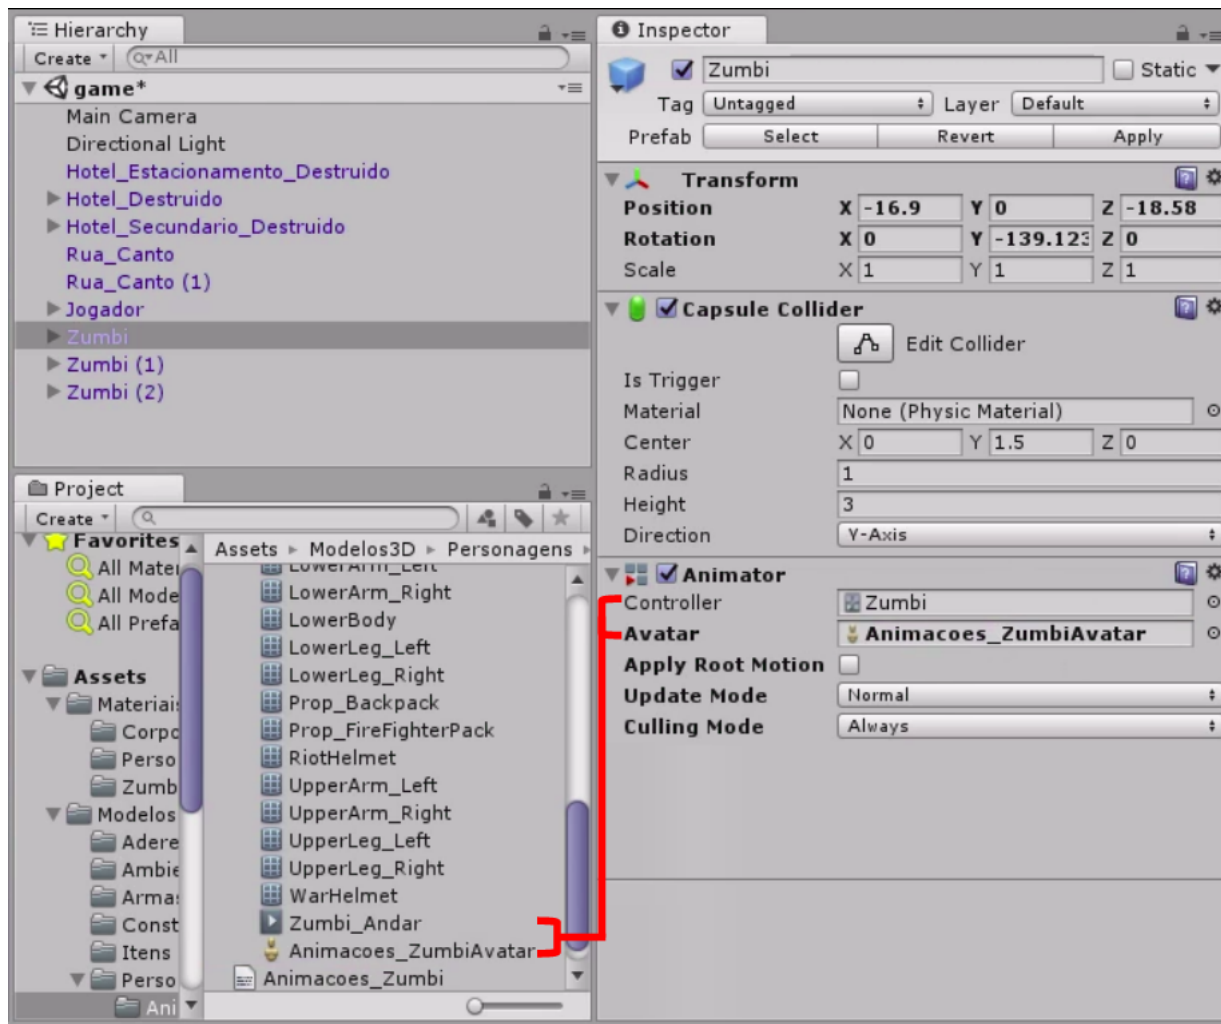 Hierarchy
Create All
game*
Main Camera
Directional Light
Hotel_Estacionamento_Destruido
Hotel_Destruido
Hotel_Secundario_Destruido
Rua_Canto
Rua_Canto (1)
Jogador
Zumbi
Zumbi (1)
Zumbi (2)
Project
Create
Favorites
All Mater
All Mode
All Prefa
Assets
Materiais
Corpo
Perso
Zumb
Modelos
Adere
Ambie
Armas
Const
Itens
Perso
Ani
Assets Modelos3D Personagens
LowerArm_Left
LowerArm_Right
LowerBody
LowerLeg_Left
LowerLeg_Right
Prop_Backpack
Prop_FireFighterPack
RiotHelmet
UpperArm_Left
UpperArm_Right
UpperLeg_Left
UpperLeg_Right
WarHelmet
Zumbi_Andar
Animacoes_ZumbiAvatar
Animacoes_Zumbi
Inspector
Zumbi Static
Tag Untagged Layer Default
Prefab Select Revert Apply
Transform
Position X -16.9 Y 0 Z -18.58
Rotation X 0 Y -139.123 Z 0
Scale X 1 Y 1 Z 1
Capsule Collider
Edit Collider
Is Trigger
Material None (Physic Material)
Center X 0 Y 1.5 Z 0
Radius 1
Height 3
Direction Y-Axis
Animator
Controller Zumbi
Avatar Animacoes_ZumbiAvatar
Apply Root Motion
Update Mode Normal
Culling Mode Always